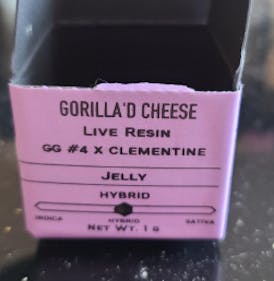 GORILLA'D CHEESE
LIVE RESIN
GG #4 X CLEMENTINE
JELLY
HYBRID
INDICA HYBRID SATIVA
NET WT. 1 G